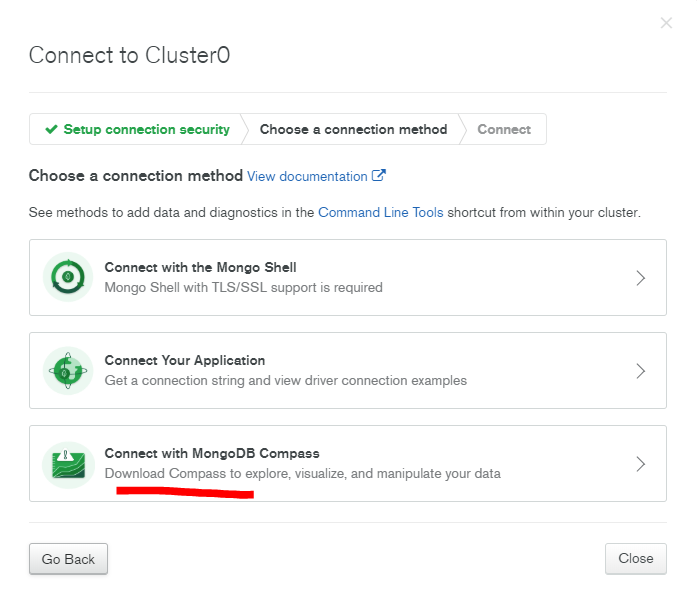 Connect to Cluster0
Setup connection security
Choose a connection method
Connect
Choose a connection method View documentation
See methods to add data and diagnostics in the Command Line Tools shortcut from within your cluster.
Connect with the Mongo Shell
Mongo Shell with TLS/SSL support is required
Connect Your Application
Get a connection string and view driver connection examples
Connect with MongoDB Compass
Download Compass to explore, visualize, and manipulate your data
Go Back
Close